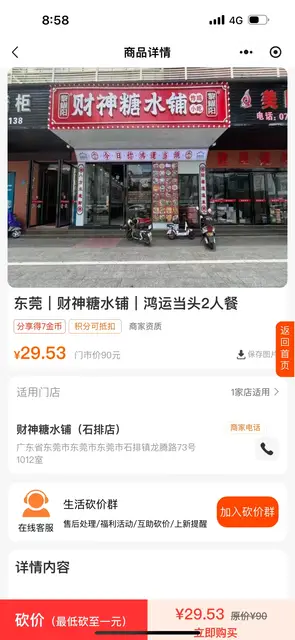 8:58
4G
商品详情
柜
138
财神糖水铺
美
07
东莞｜财神糖水铺｜鸿运当头2人餐
分享得7金币
积分可抵扣
商家资质
返回首页
¥29.53
门市价90元
保存图片
适用门店
1家店适用
财神糖水铺（石排店）
商家电话
广东省东莞市东莞市东莞市石排镇龙腾路73号
1012室
生活砍价群
加入砍价群
在线客服
售后处理/福利活动/互助砍价/上新提醒
详情内容
砍价（最低砍至一元）
¥29.53 原价¥90
立即购买